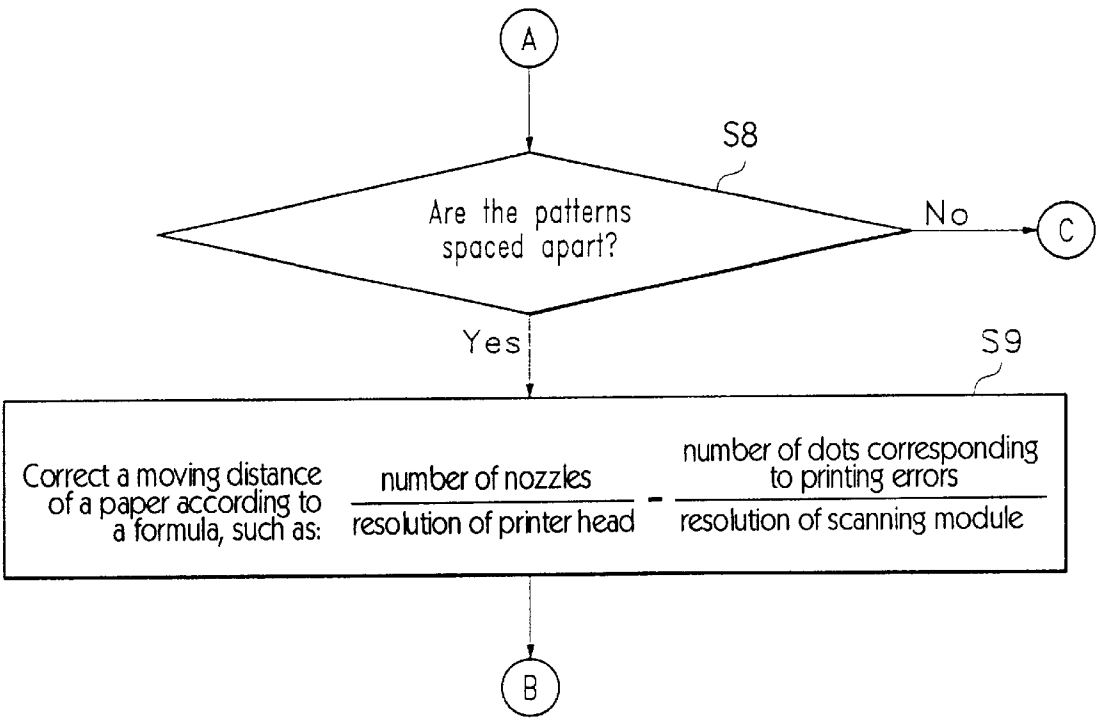 A
S8
Are the patterns
spaced apart?
No
C
Yes
S9
Correct a moving distance
of a paper according to
a formula, such as:
number of nozzles
resolution of printer head
-
number of dots corresponding
to printing errors
resolution of scanning module
B